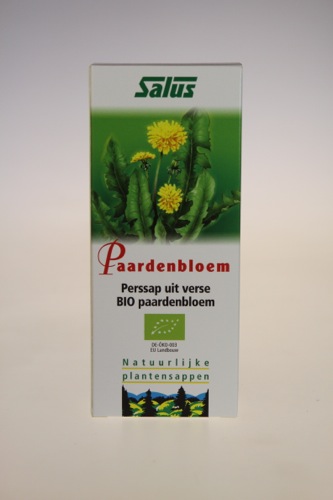 Salus
Paardenbloem
Perssap uit verse
BIO paardenbloem
DE-ÖKO-003
EU Landbouw
Natuurlijke
plantensappen